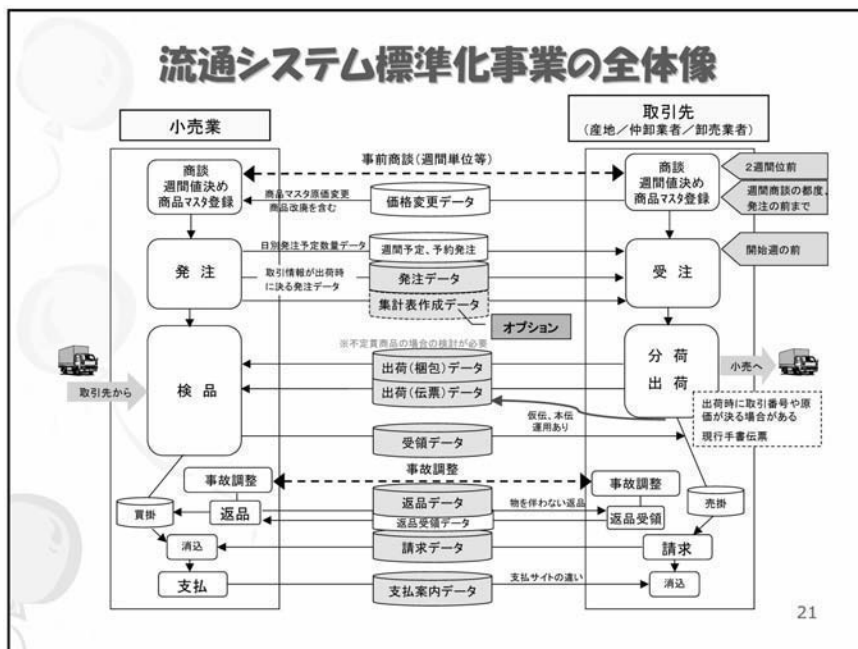 流通システム標準化事業の全体像
小売業
取引先
(産地／仲卸業者／卸売業者)
商談
週間値決め
商品マスタ登録
事前商談(週間単位等)
商品マスタ原価変更
商品改廃を含む
価格変更データ
商談
週間値決め
商品マスタ登録
2週間位前
週間商談の都度、
発注の前まで
発注
日別発注予定数量データ
週間予定、予約発注
取引情報が出荷時
に決る発注データ
発注データ
集計表作成データ
オプション
受注
開始週の前
※不定貫商品の場合の検討が必要
取引先から
検品
出荷(梱包)データ
出荷(伝票)データ
分荷
出荷
小売へ
出荷時に取引番号や原
価が決る場合がある
現行手書伝票
仮伝、本伝
運用あり
受領データ
事故調整
事故調整
事故調整
買掛
返品
返品データ
物を伴わない返品
返品受領データ
返品受領
売掛
消込
請求データ
請求
支払
支払案内データ
支払サイトの違い
消込
21